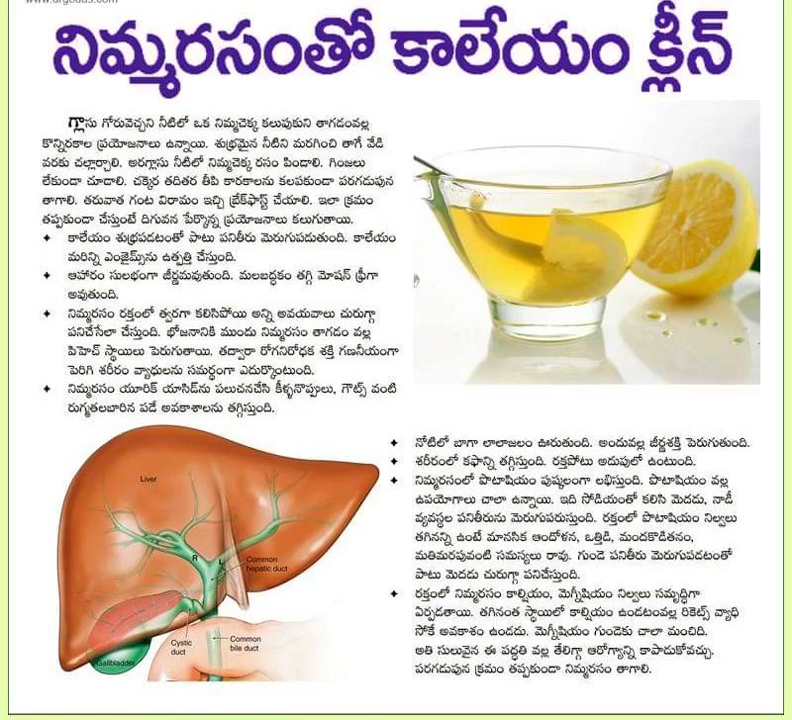 నిమ్మరసంతో కాలేయం క్లీన్
గ్లాసు గోరువెచ్చని నీటిలో ఒక నిమ్మచెక్క కలుపుకుని తాగడంవల్ల
కొన్నిరకాల ప్రయోజనాలు ఉన్నాయి. శుభ్రమైన నీటిని మరగించి తాగే వేడి
వరకు చల్లార్చాలి. అరగ్లాసు నీటిలో నిమ్మచెక్క రసం పిండాలి. గింజలు
లేకుండా చూడాలి. చక్కెర తదితర తీపి కారకాలను కలపకుండా పరగడుపున
తాగాలి. తరువాత గంట విరామం ఇచ్చి బ్రేక్‌ఫాస్ట్ చేయాలి. ఇలా క్రమం
తప్పకుండా చేస్తుంటే దిగువన పేర్కొన్న ప్రయోజనాలు కలుగుతాయి.
✦ కాలేయం శుభ్రపడటంతో పాటు పనితీరు మెరుగుపడుతుంది. కాలేయం
మరిన్ని ఎంజైమ్స్‌ను ఉత్పత్తి చేస్తుంది.
✦ ఆహారం సులభంగా జీర్ణమవుతుంది. మలబద్ధకం తగ్గి మోషన్ ఫ్రీగా
అవుతుంది.
✦ నిమ్మరసం రక్తంలో త్వరగా కలిసిపోయి అన్ని అవయవాలు చురుగ్గా
పనిచేసేలా చేస్తుంది. భోజనానికి ముందు నిమ్మరసం తాగడం వల్ల
పిహెచ్ స్థాయిలు పెరుగుతాయి. తద్వారా రోగనిరోధక శక్తి గణనీయంగా
పెరిగి శరీరం వ్యాధులను సమర్థంగా ఎదుర్కొంటుంది.
✦ నిమ్మరసం యూరిక్ యాసిడ్‌ను పలుచనచేసి కీళ్ళనొప్పులు, గౌట్స్ వంటి
రుగ్మతలబారిన పడే అవకాశాలను తగ్గిస్తుంది.
Liver
R
L
Common
hepatic duct
Cystic
duct
Common
bile duct
Gallbladder
✦ నోటిలో బాగా లాలాజలం ఊరుతుంది. అందువల్ల జీర్ణశక్తి పెరుగుతుంది.
✦ శరీరంలో కఫాన్ని తగ్గిస్తుంది. రక్తపోటు అదుపులో ఉంటుంది.
✦ నిమ్మరసంలో పొటాషియం పుష్కలంగా లభిస్తుంది. పొటాషియం వల్ల
ఉపయోగాలు చాలా ఉన్నాయి. ఇది సోడియంతో కలిసి మెదడు, నాడీ
వ్యవస్థల పనితీరును మెరుగుపరుస్తుంది. రక్తంలో పొటాషియం నిల్వలు
తగినన్ని ఉంటే మానసిక ఆందోళన, ఒత్తిడి, మందకొడితనం,
మతిమరపువంటి సమస్యలు రావు. గుండె పనితీరు మెరుగుపడటంతో
పాటు మెదడు చురుగ్గా పనిచేస్తుంది.
✦ రక్తంలో నిమ్మరసం కాల్షియం, మెగ్నీషియం నిల్వలు సమృద్ధిగా
ఏర్పడతాయి. తగినంత స్థాయిలో కాల్షియం ఉండటంవల్ల రికెట్స్ వ్యాధి
సోకే అవకాశం ఉండదు. మెగ్నీషియం గుండెకు చాలా మంచిది.
అతి సులువైన ఈ పద్ధతి వల్ల తేలిగ్గా ఆరోగ్యాన్ని కాపాడుకోవచ్చు.
పరగడుపున క్రమం తప్పకుండా నిమ్మరసం తాగాలి.